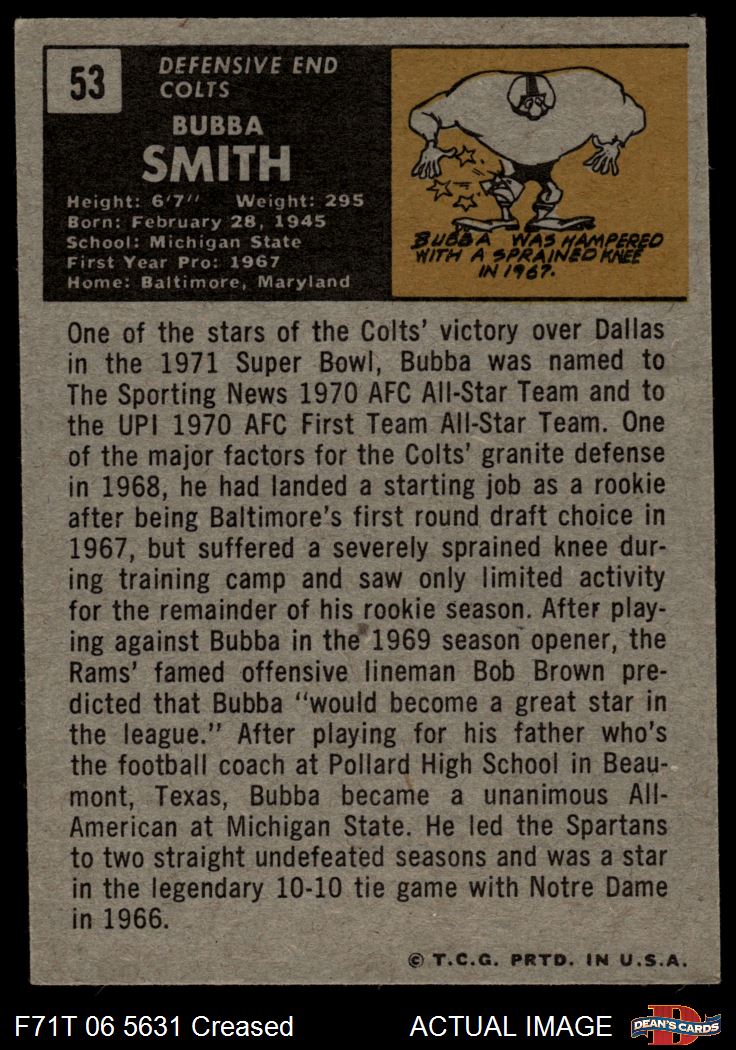 53
DEFENSIVE END
COLTS
BUBBA
SMITH
Height: 6'7" Weight: 295
Born: February 28, 1945
School: Michigan State
First Year Pro: 1967
Home: Baltimore, Maryland
BUBBA WAS HAMPERED
WITH A SPRAINED KNEE
IN 1967.
One of the stars of the Colts' victory over Dallas
in the 1971 Super Bowl, Bubba was named to
The Sporting News 1970 AFC All-Star Team and to
the UPI 1970 AFC First Team All-Star Team. One
of the major factors for the Colts' granite defense
in 1968, he had landed a starting job as a rookie
after being Baltimore's first round draft choice in
1967, but suffered a severely sprained knee dur-
ing training camp and saw only limited activity
for the remainder of his rookie season. After play-
ing against Bubba in the 1969 season opener, the
Rams' famed offensive lineman Bob Brown pre-
dicted that Bubba "would become a great star in
the league." After playing for his father who's
the football coach at Pollard High School in Beau-
mont, Texas, Bubba became a unanimous All-
American at Michigan State. He led the Spartans
to two straight undefeated seasons and was a star
in the legendary 10-10 tie game with Notre Dame
in 1966.
© T.C.G. PRTD. IN U.S.A.
F71T 06 5631 Creased ACTUAL IMAGE
D
DEAN'S CARDS